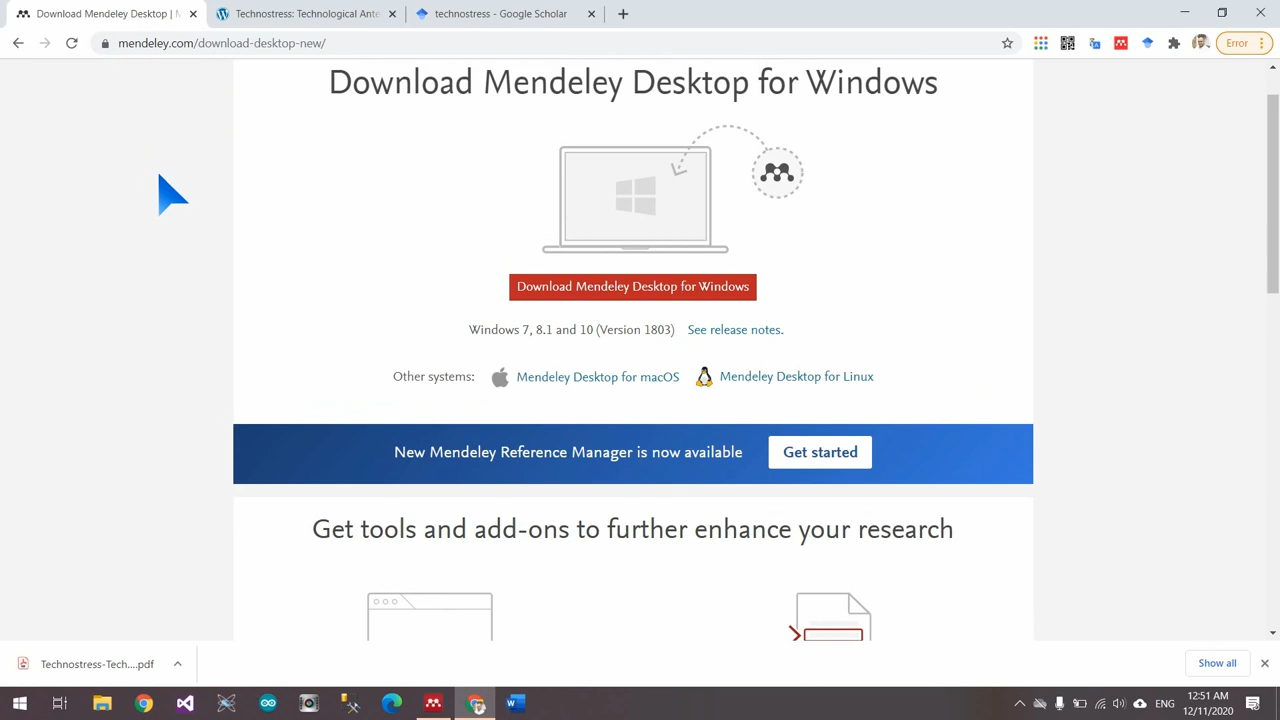 Download Mendeley Desktop | M
Technostress: Technological Ante
technostress - Google Scholar
mendeley.com/download-desktop-new/
Error
Download Mendeley Desktop for Windows
Download Mendeley Desktop for Windows
Windows 7, 8.1 and 10 (Version 1803) See release notes.
Other systems: Mendeley Desktop for macOS Mendeley Desktop for Linux
New Mendeley Reference Manager is now available Get started
Get tools and add-ons to further enhance your research
Technostress-Tech....pdf
Show all
ENG
12:51 AM
12/11/2020